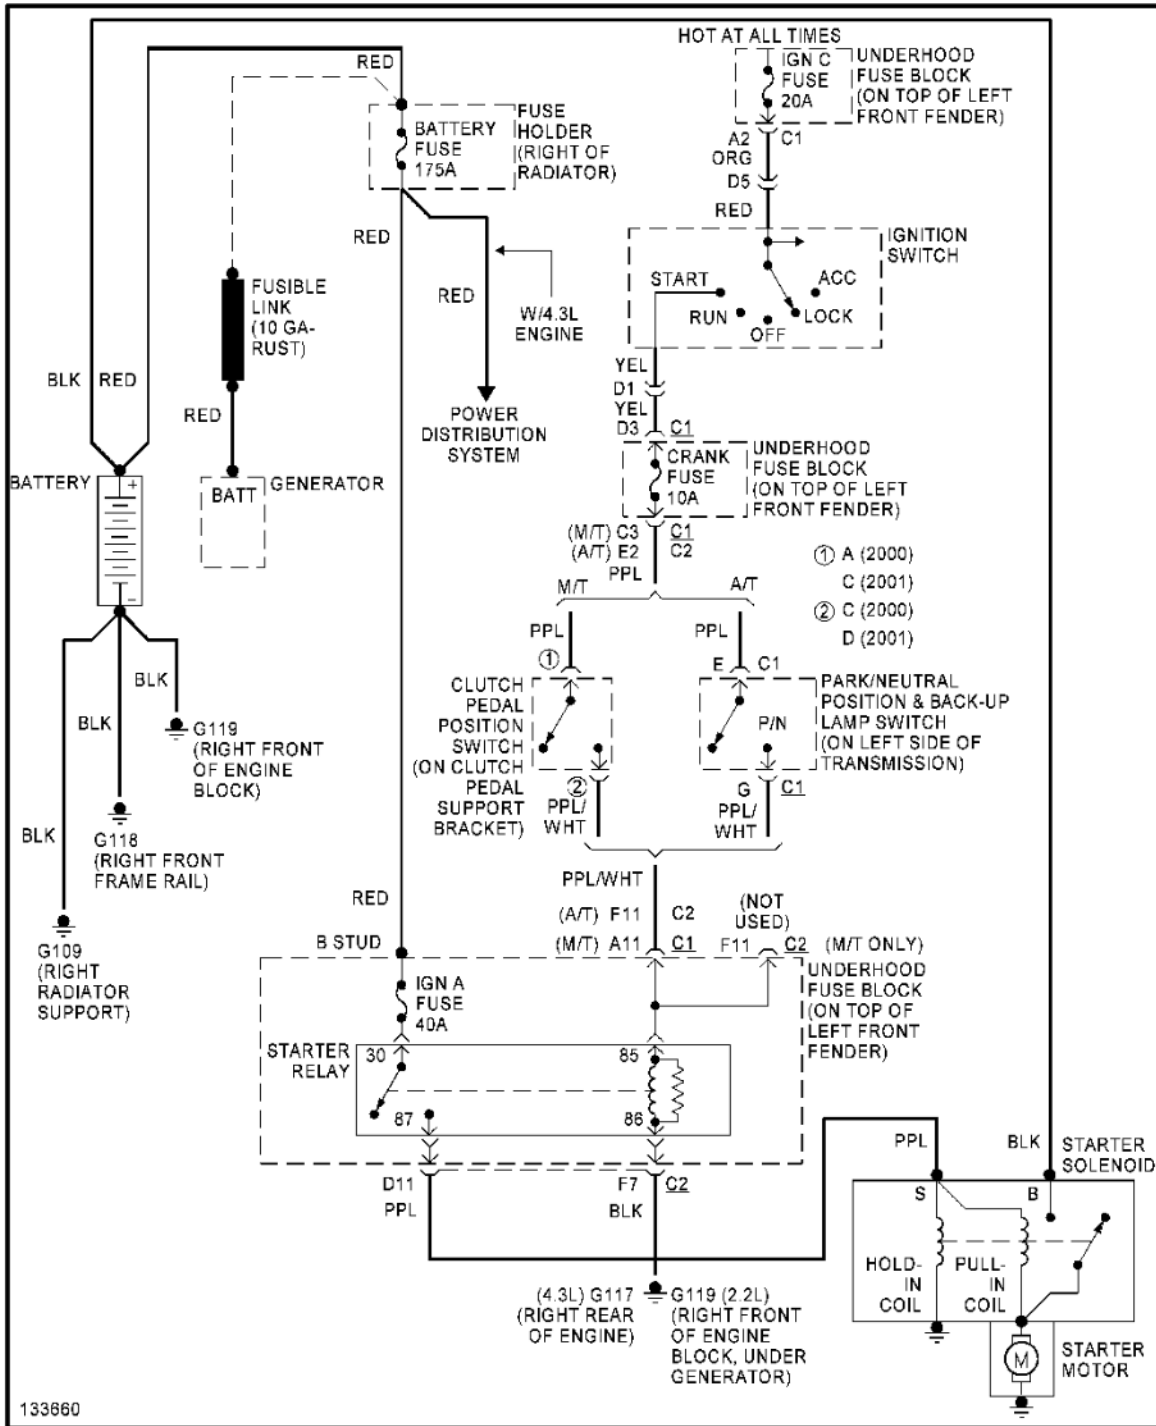 HOT AT ALL TIMES
RED
IGN C
FUSE
20A
UNDERHOOD
FUSE BLOCK
(ON TOP OF LEFT
FRONT FENDER)
BATTERY
FUSE
175A
FUSE
HOLDER
(RIGHT OF
RADIATOR)
A2 C1
ORG
D5
RED
RED
IGNITION
SWITCH
START
ACC
RUN
LOCK
OFF
FUSIBLE
LINK
(10 GA-
RUST)
RED
W/4.3L
ENGINE
YEL
D1
YEL
D3 C1
BLK RED
RED
POWER
DISTRIBUTION
SYSTEM
CRANK
FUSE
10A
UNDERHOOD
FUSE BLOCK
(ON TOP OF LEFT
FRONT FENDER)
BATTERY
+
-
BATT
GENERATOR
(M/T) C3 C1
(A/T) E2 C2
PPL
M/T A/T
1 A (2000)
C (2001)
2 C (2000)
D (2001)
PPL PPL
1
E C1
BLK
BLK
G119
(RIGHT FRONT
OF ENGINE
BLOCK)
CLUTCH
PEDAL
POSITION
SWITCH
(ON CLUTCH
PEDAL
SUPPORT
BRACKET)
P/N
PARK/NEUTRAL
POSITION & BACK-UP
LAMP SWITCH
(ON LEFT SIDE OF
TRANSMISSION)
2
PPL/
WHT
G C1
PPL/
WHT
BLK
G118
(RIGHT FRONT
FRAME RAIL)
G109
(RIGHT
RADIATOR
SUPPORT)
RED
PPL/WHT
(A/T) F11 C2
(M/T) A11 C1
(NOT
USED)
F11 C2 (M/T ONLY)
B STUD
IGN A
FUSE
40A
UNDERHOOD
FUSE BLOCK
(ON TOP OF
LEFT FRONT
FENDER)
STARTER
RELAY
30
85
87
86
D11
PPL
F7 C2
BLK
PPL BLK
STARTER
SOLENOID
S B
HOLD-
IN
COIL
PULL-
IN
COIL
(4.3L) G117
(RIGHT REAR
OF ENGINE)
G119 (2.2L)
(RIGHT FRONT
OF ENGINE
BLOCK, UNDER
GENERATOR)
M
STARTER
MOTOR
133660